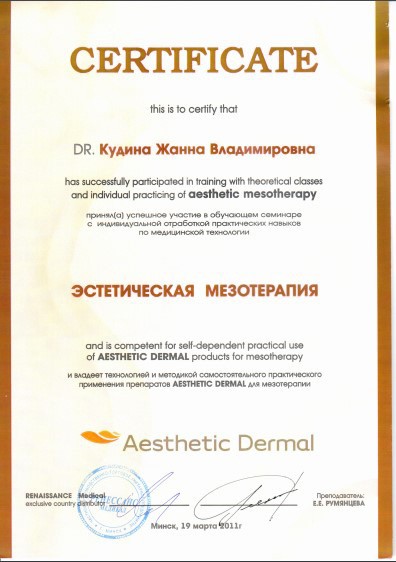 CERTIFICATE
this is to certify that
DR. Кудина Жанна Владимировна
has successfully participated in training with theoretical classes
and individual practicing of aesthetic mesotherapy
принял(а) успешное участие в обучающем семинаре
с индивидуальной отработкой практических навыков
по медицинской технологии
ЭСТЕТИЧЕСКАЯ МЕЗОТЕРАПИЯ
and is competent for self-dependent practical use
of AESTHETIC DERMAL products for mesotherapy
и владеет технологией и методикой самостоятельного практического
применения препаратов AESTHETIC DERMAL для мезотерапии
Aesthetic Dermal
RENAISSANCE Medical
exclusive country distributor
Преподаватель:
Е.Е. РУМЯНЦЕВА
Минск, 19 марта 2011г